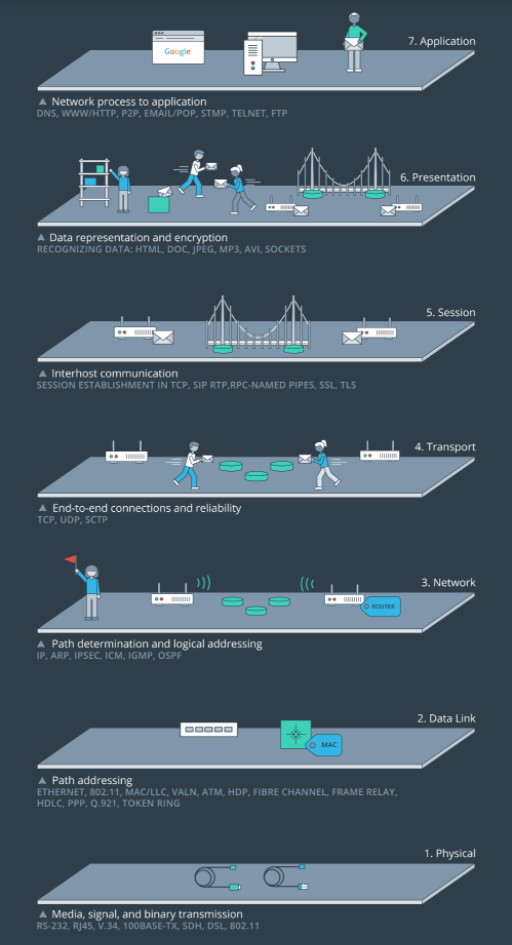 7. Application
Google
Network process to application
DNS, WWW/HTTP, P2P, EMAIL/POP, STMP, TELNET, FTP
6. Presentation
Data representation and encryption
RECOGNIZING DATA: HTML, DOC, JPEG, MP3, AVI, SOCKETS
5. Session
Interhost communication
SESSION ESTABLISHMENT IN TCP, SIP RTP,RPC-NAMED PIPES, SSL, TLS
4. Transport
End-to-end connections and reliability
TCP, UDP, SCTP
3. Network
ROUTER
Path determination and logical addressing
IP, ARP, IPSEC, ICM, IGMP, OSPF
2. Data Link
MAC
Path addressing
ETHERNET, 802.11, MAC/LLC, VALN, ATM, HDP, FIBRE CHANNEL, FRAME RELAY,
HDLC, PPP, Q.921, TOKEN RING
1. Physical
Media, signal, and binary transmission
RS-232, RJ45, V.34, 100BASE-TX, SDH, DSL, 802.11